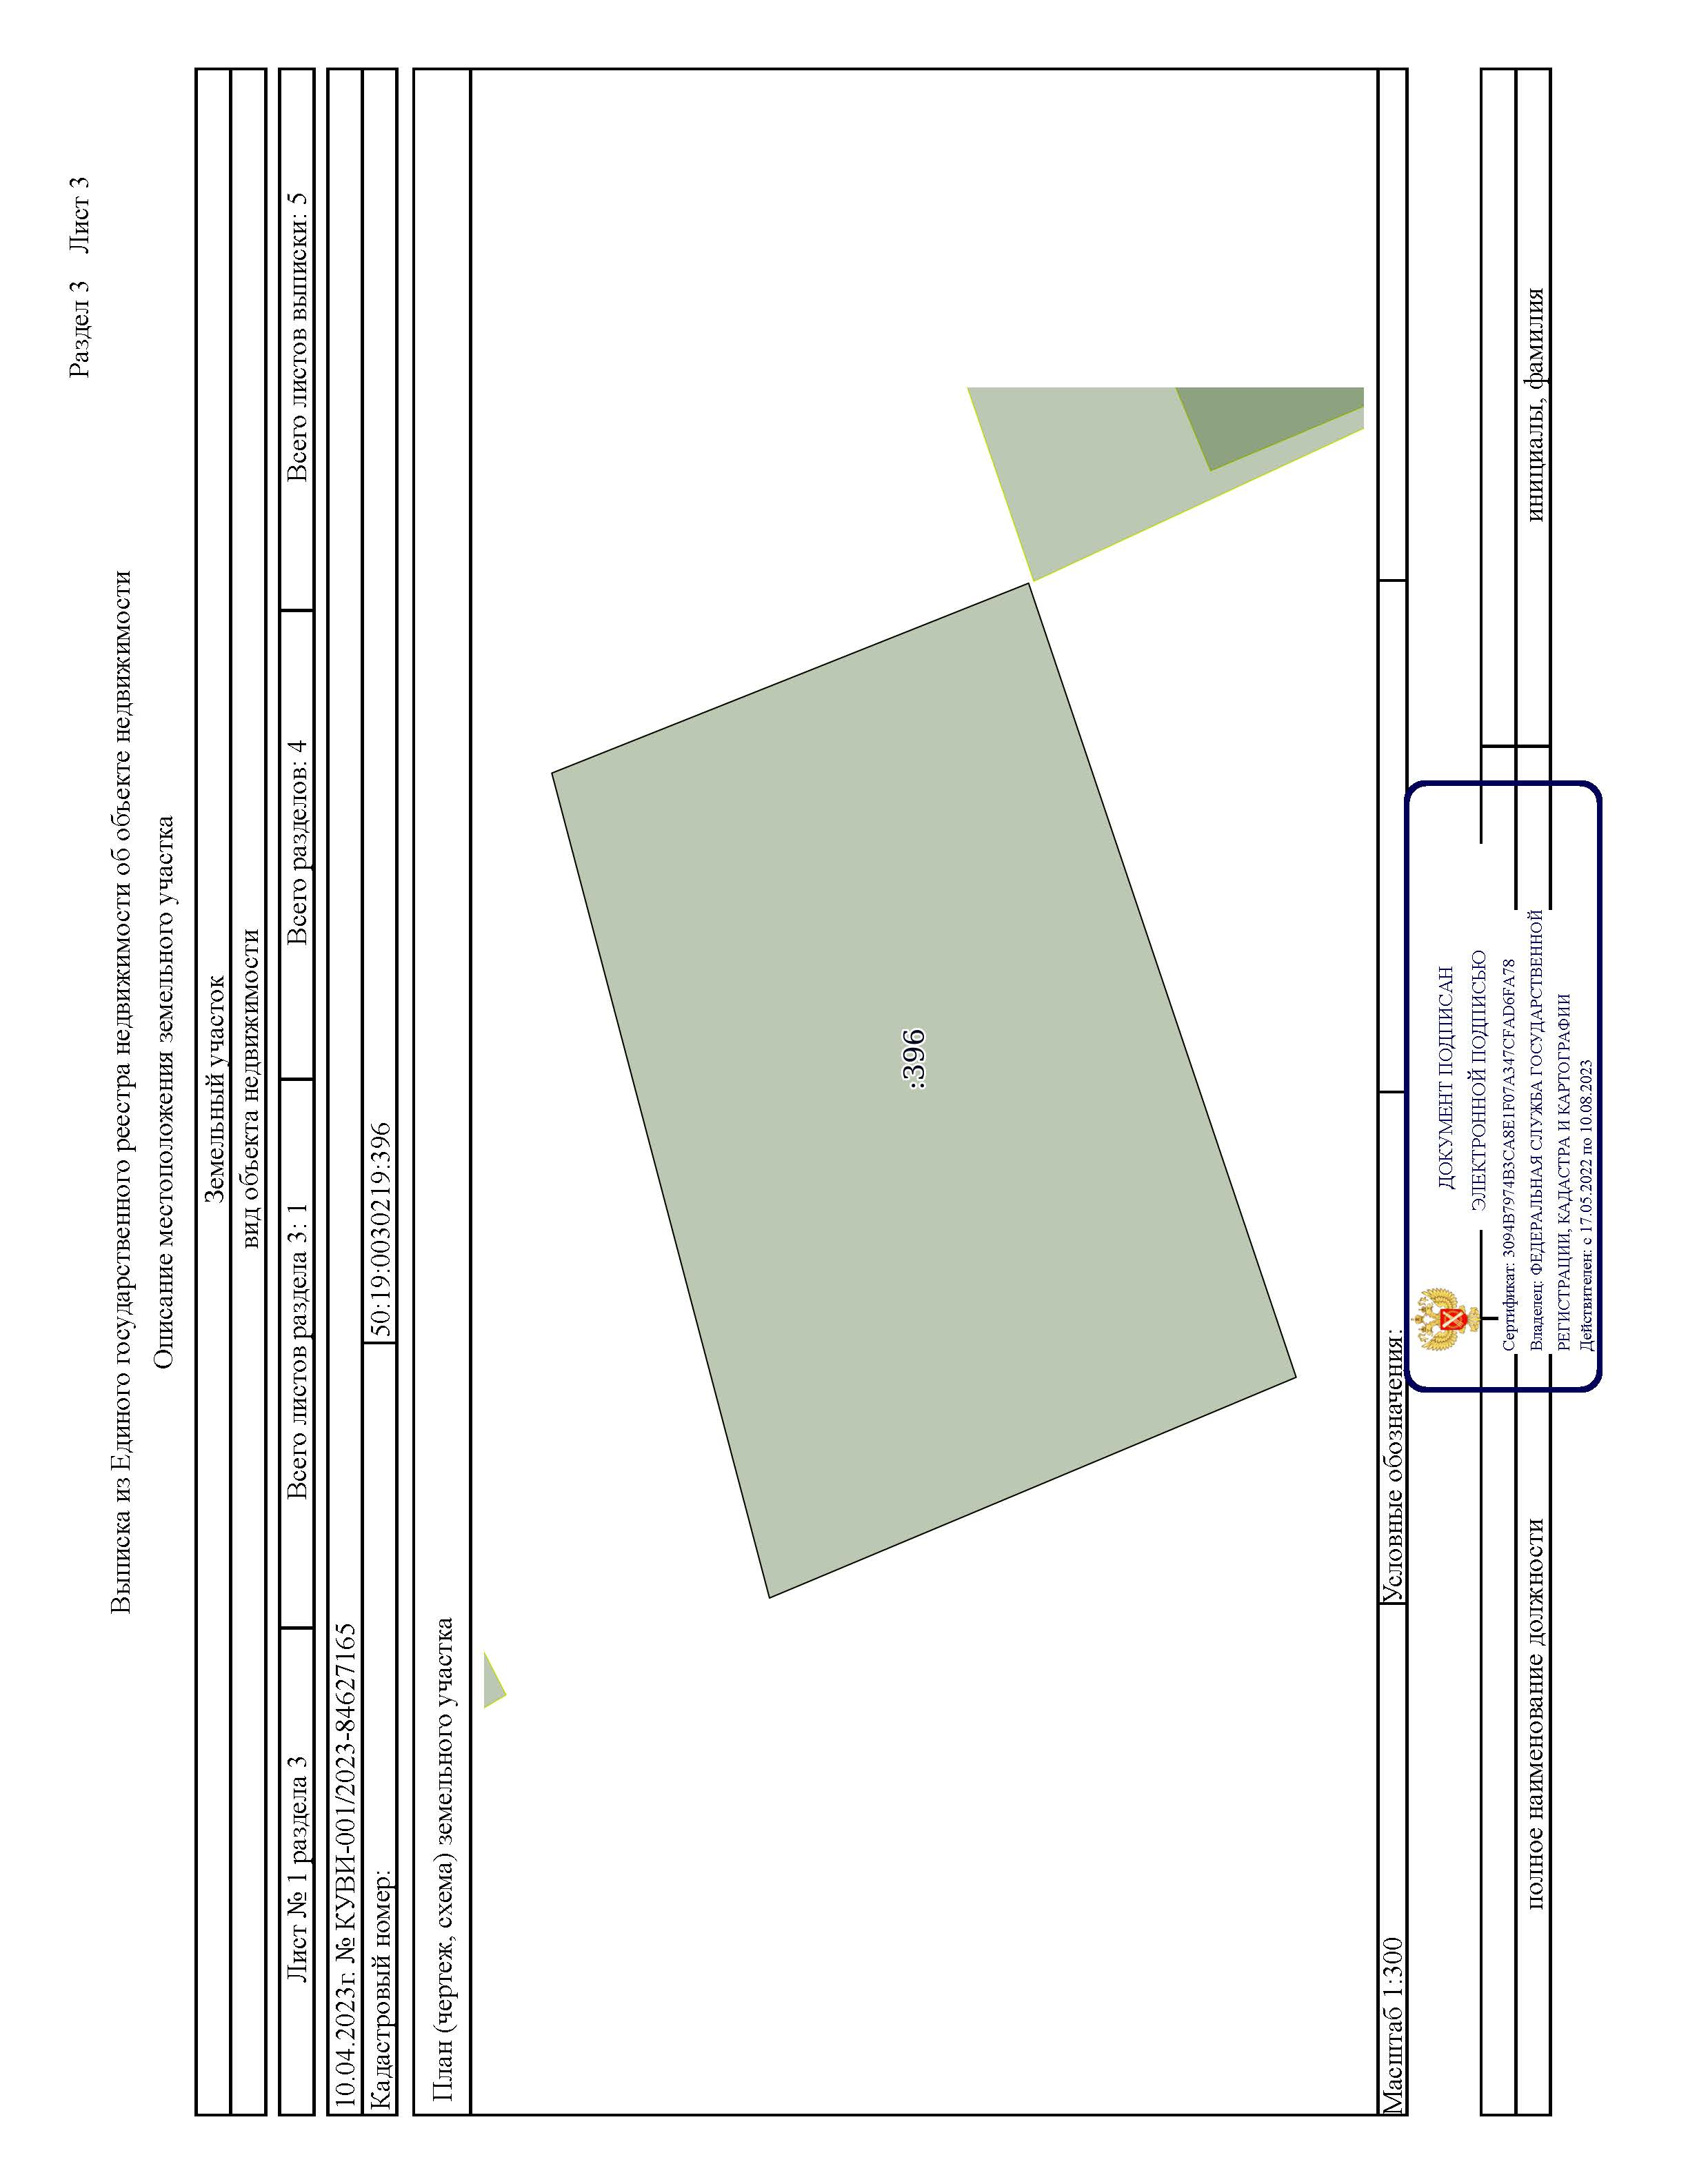 Раздел 3 Лист 3
Выписка из Единого государственного реестра недвижимости об объекте недвижимости
Описание местоположения земельного участка
Земельный участок
вид объекта недвижимости
Лист № 1 раздела 3 Всего листов раздела 3: 1 Всего разделов: 4 Всего листов выписки: 5
10.04.2023г. № КУВИ-001/2023-84627165
Кадастровый номер: 50:19:0030219:396
План (чертеж, схема) земельного участка
:396
Масштаб 1:300 Условные обозначения:
ДОКУМЕНТ ПОДПИСАН
ЭЛЕКТРОННОЙ ПОДПИСЬЮ
Сертификат: 3094B7974B3CA8E1F07A347CFAD6FA78
Владелец: ФЕДЕРАЛЬНАЯ СЛУЖБА ГОСУДАРСТВЕННОЙ
РЕГИСТРАЦИИ, КАДАСТРА И КАРТОГРАФИИ
Действителен: с 17.05.2022 по 10.08.2023
полное наименование должности инициалы, фамилия